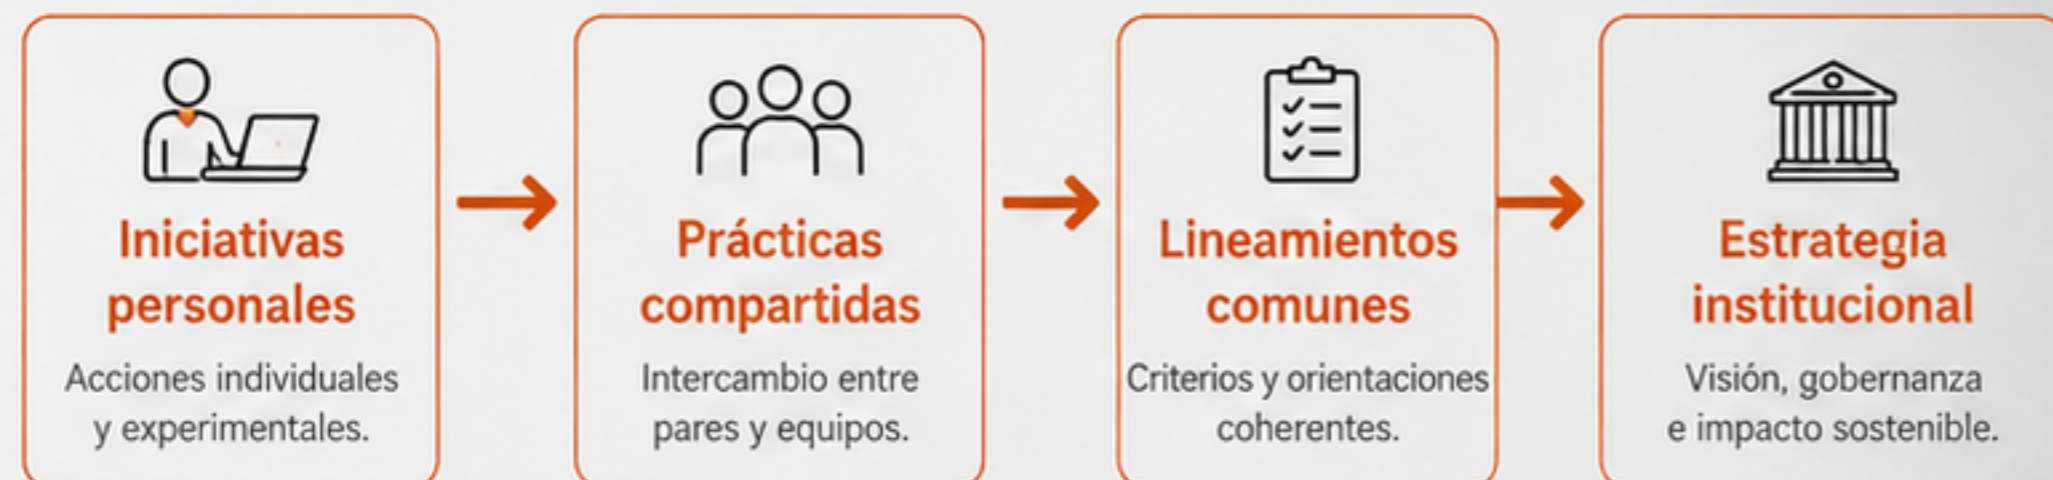 Iniciativas
personales
Acciones individuales
y experimentales.
Prácticas
compartidas
Intercambio entre
pares y equipos.
Lineamientos
comunes
Criterios y orientaciones
coherentes.
Estrategia
institucional
Visión, gobernanza
e impacto sostenible.